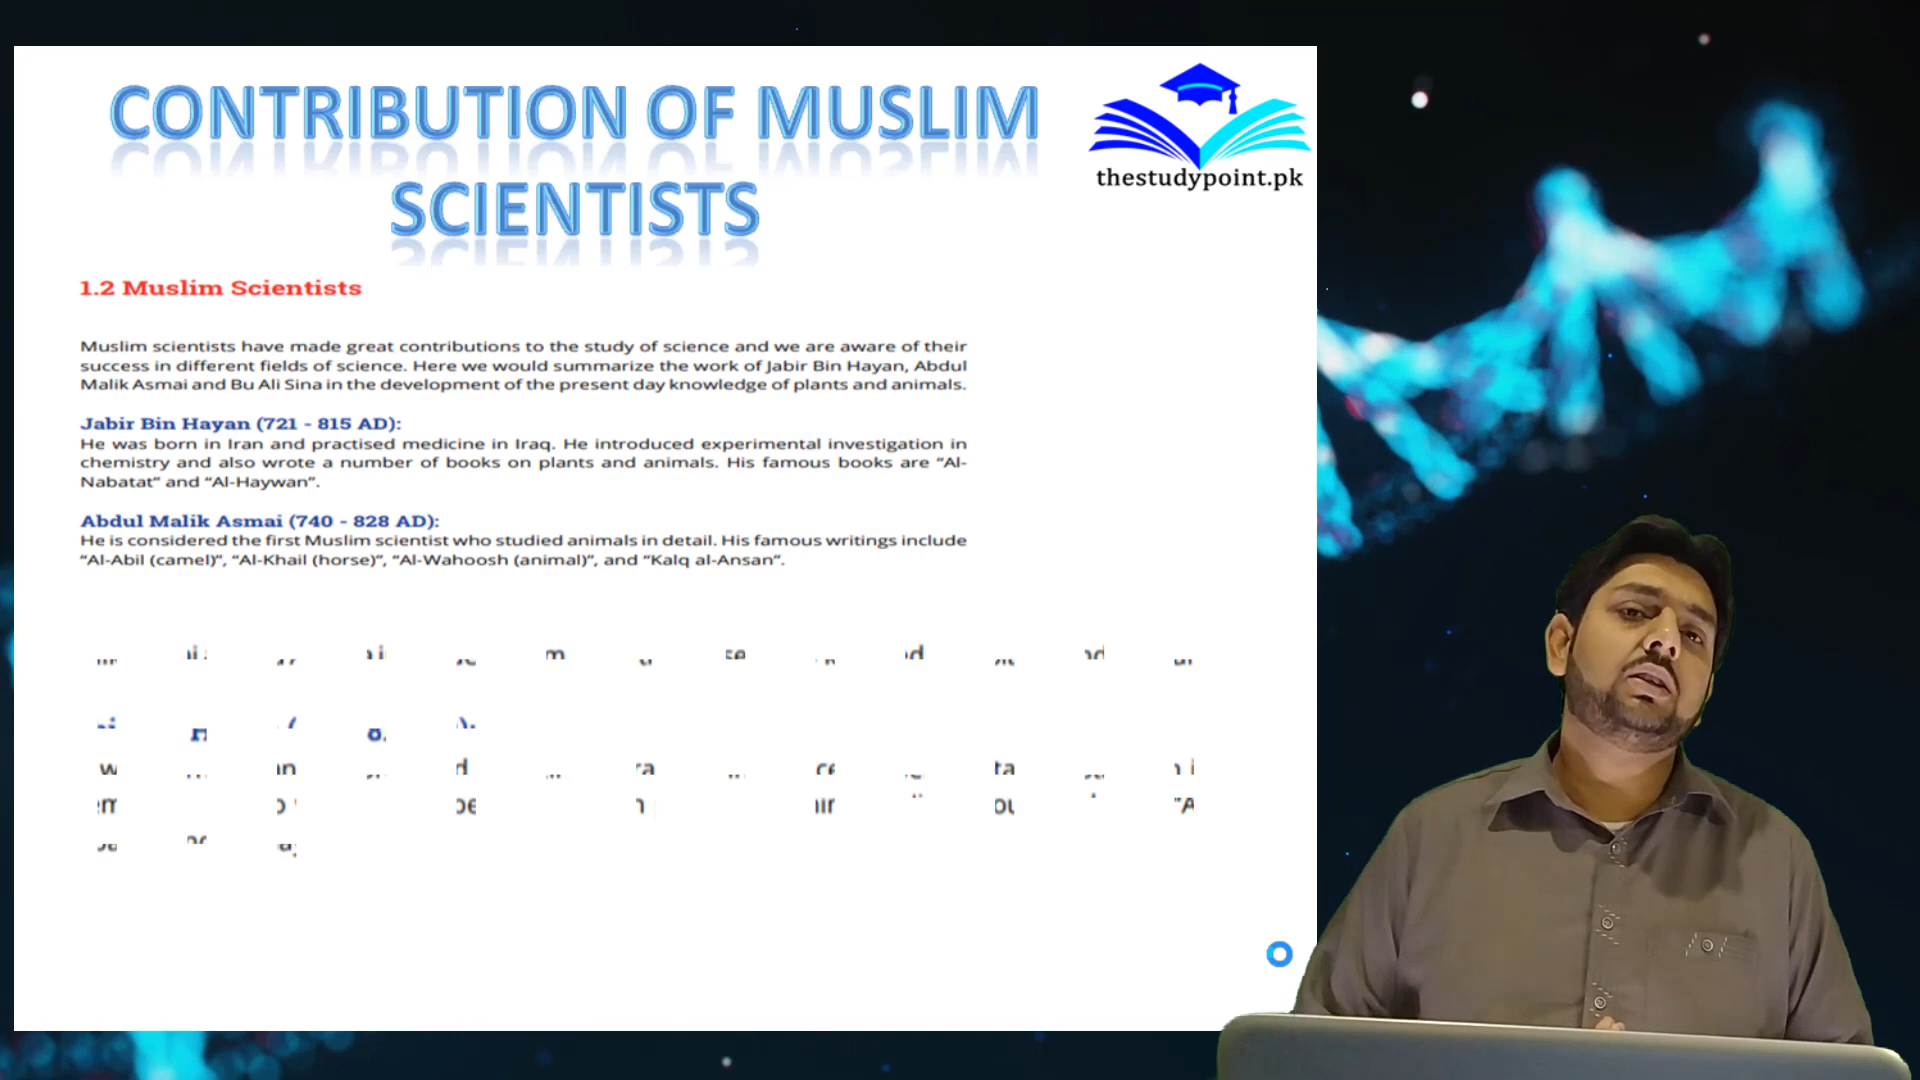 CONTRIBUTION OF MUSLIM
SCIENTISTS
thestudypoint.pk
1.2 Muslim Scientists
Muslim scientists have made great contributions to the study of science and we are aware of their
success in different fields of science. Here we would summarize the work of Jabir Bin Hayan, Abdul
Malik Asmai and Bu Ali Sina in the development of the present day knowledge of plants and animals.
Jabir Bin Hayan (721 - 815 AD):
He was born in Iran and practised medicine in Iraq. He introduced experimental investigation in
chemistry and also wrote a number of books on plants and animals. His famous books are “Al-
Nabatat” and “Al-Haywan”.
Abdul Malik Asmai (740 - 828 AD):
He is considered the first Muslim scientist who studied animals in detail. His famous writings include
“Al-Abil (camel)”, “Al-Khail (horse)”, “Al-Wahoosh (animal)”, and “Kalq al-Ansan”.